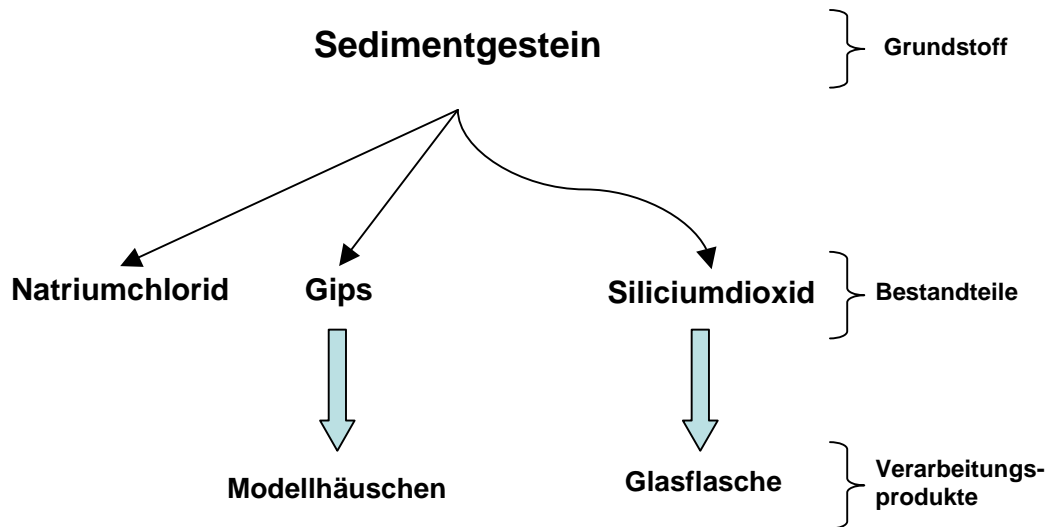 Sedimentgestein
Grundstoff
Natriumchlorid
Gips
Siliciumdioxid
Bestandteile
Modellhäuschen
Glasflasche
Verarbeitungs-
produkte